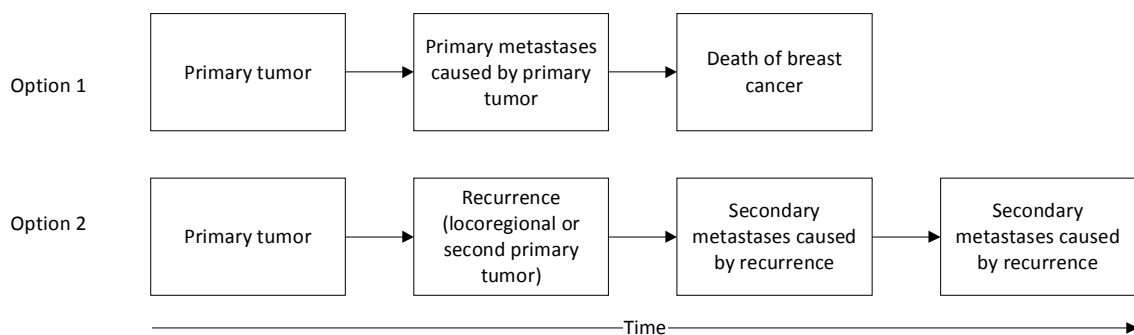 Option 1
Primary tumor
Primary metastases
caused by primary
tumor
Death of breast
cancer
Option 2
Primary tumor
Recurrence
(locoregional or
second primary
tumor)
Secondary
metastases caused
by recurrence
Secondary
metastases caused
by recurrence
Time